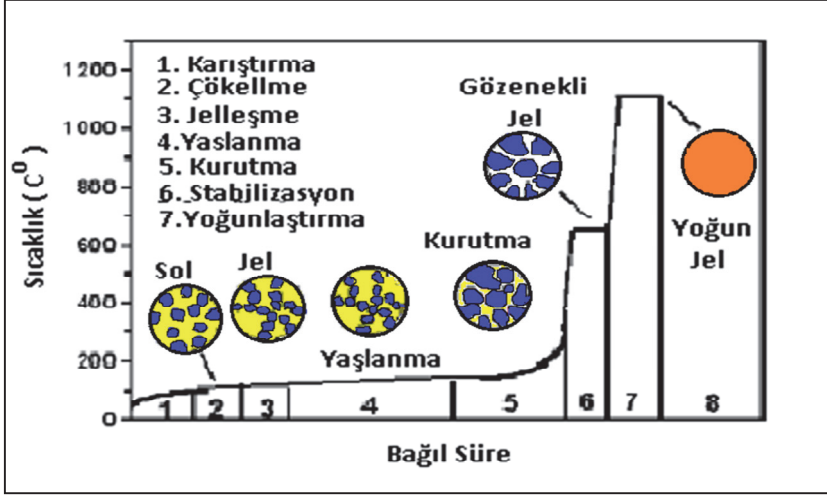 1. Karıştırma
2. Çökellme
3. Jelleşme
4.Yaslanma
5. Kurutma
6..Stabilizasyon
7.Yoğunlaştırma
Gözenekli
Jel
Yoğun
Jel
Kurutma
Sol
Jel
Yaşlanma
Sıcaklık (C⁰)
1200
1000
800
600
400
200
0
1 2 3 4 5 6 7 8
Bağıl Süre